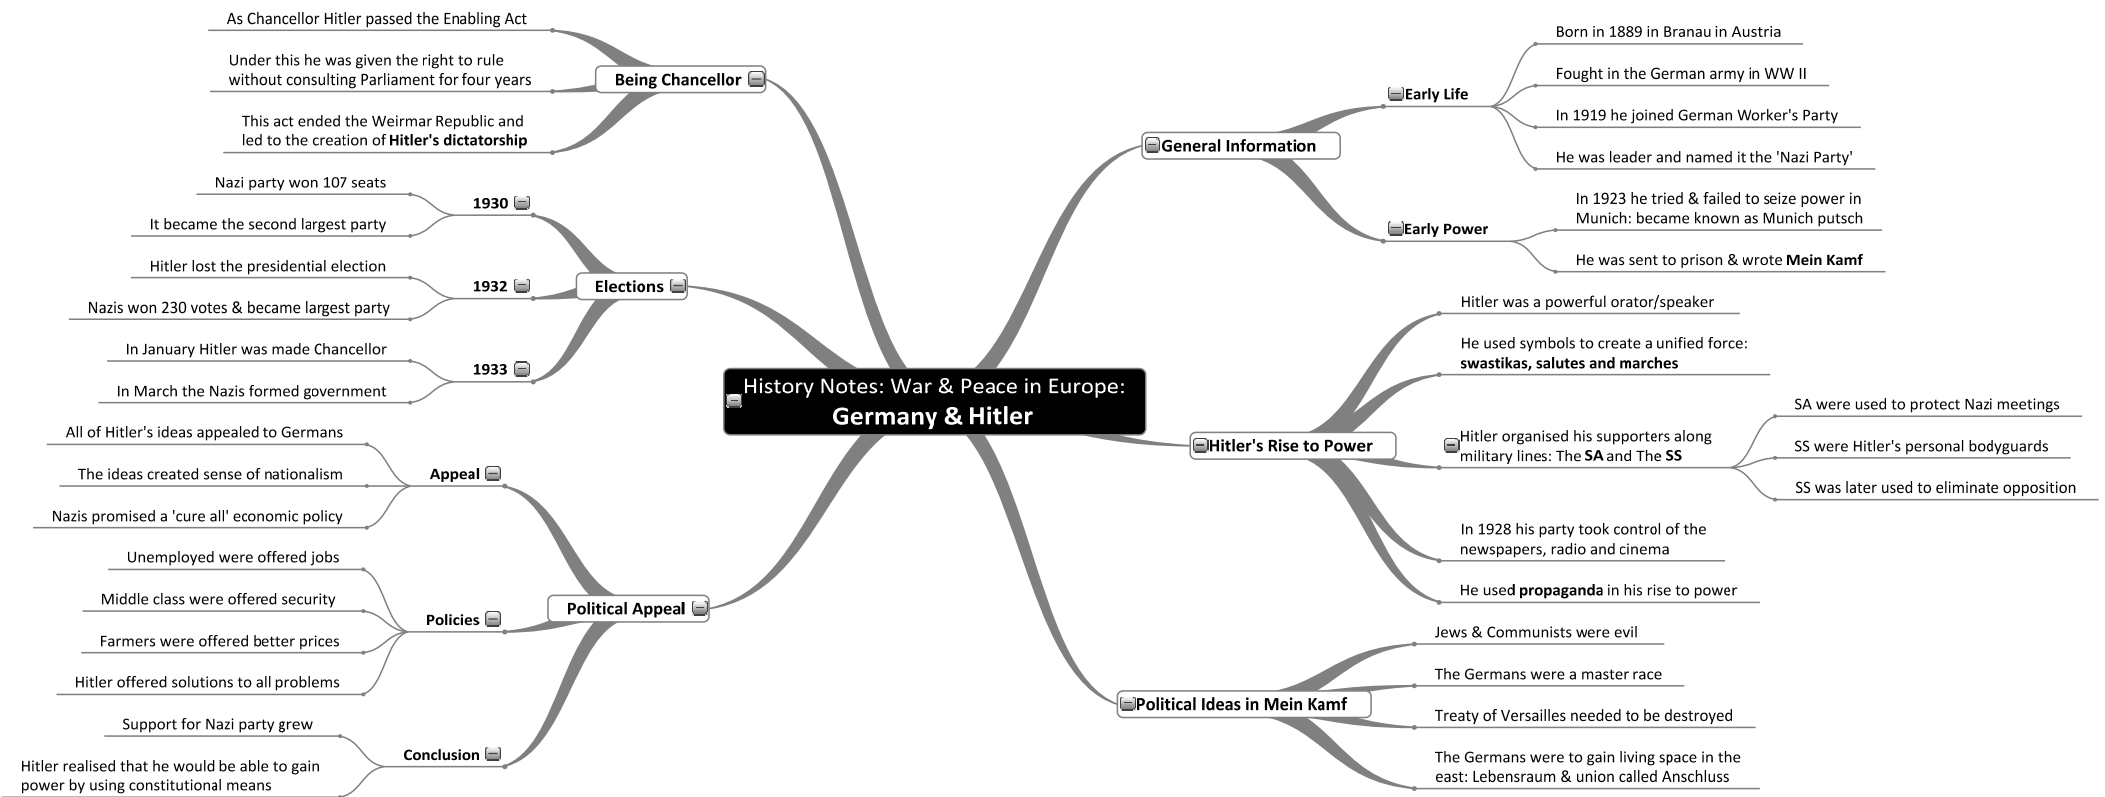 History Notes: War & Peace in Europe:
Germany & Hitler
General Information
Early Life
Born in 1889 in Branau in Austria
Fought in the German army in WW II
In 1919 he joined German Worker's Party
He was leader and named it the 'Nazi Party'
Early Power
In 1923 he tried & failed to seize power in
Munich: became known as Munich putsch
He was sent to prison & wrote Mein Kamf
Hitler's Rise to Power
Hitler was a powerful orator/speaker
He used symbols to create a unified force:
swastikas, salutes and marches
Hitler organised his supporters along
military lines: The SA and The SS
SA were used to protect Nazi meetings
SS were Hitler's personal bodyguards
SS was later used to eliminate opposition
In 1928 his party took control of the
newspapers, radio and cinema
He used propaganda in his rise to power
Political Ideas in Mein Kamf
Jews & Communists were evil
The Germans were a master race
Treaty of Versailles needed to be destroyed
The Germans were to gain living space in the
east: Lebensraum & union called Anschluss
Being Chancellor
As Chancellor Hitler passed the Enabling Act
Under this he was given the right to rule
without consulting Parliament for four years
This act ended the Weirmar Republic and
led to the creation of Hitler's dictatorship
Elections
1930
Nazi party won 107 seats
It became the second largest party
1932
Hitler lost the presidential election
Nazis won 230 votes & became largest party
1933
In January Hitler was made Chancellor
In March the Nazis formed government
Political Appeal
Appeal
All of Hitler's ideas appealed to Germans
The ideas created sense of nationalism
Nazis promised a 'cure all' economic policy
Policies
Unemployed were offered jobs
Middle class were offered security
Farmers were offered better prices
Hitler offered solutions to all problems
Conclusion
Support for Nazi party grew
Hitler realised that he would be able to gain
power by using constitutional means